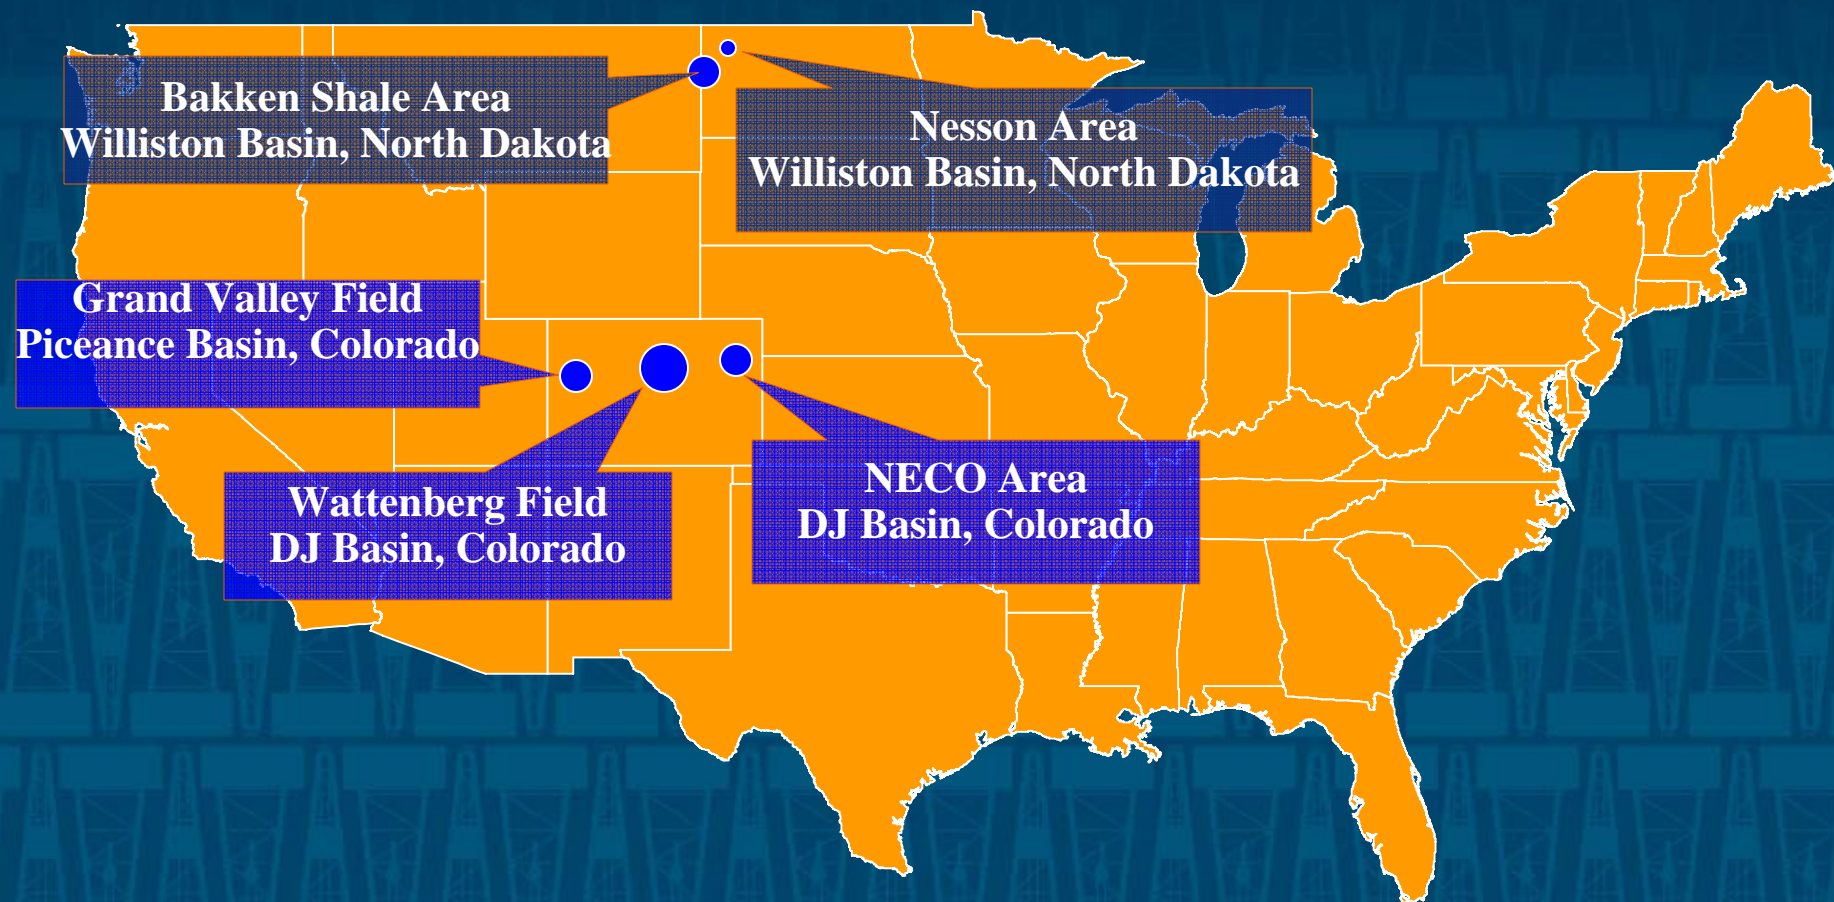 Bakken Shale Area
Williston Basin, North Dakota
Nesson Area
Williston Basin, North Dakota
Grand Valley Field
Piceance Basin, Colorado
Wattenberg Field
DJ Basin, Colorado
NECO Area
DJ Basin, Colorado